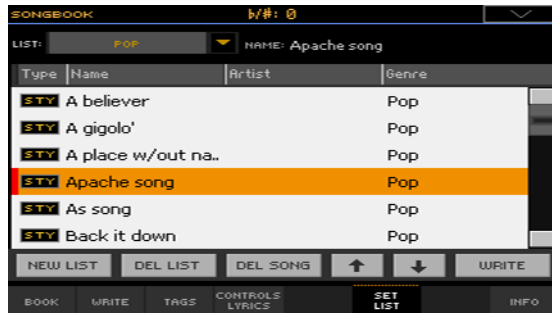 SONGBOOK b/#: 0
LIST: POP NAME: Apache song
Type Name Artist Genre
STY A believer Pop
STY A gigolo' Pop
STY A place w/out na.. Pop
STY Apache song Pop
STY As song Pop
STY Back it down Pop
NEW LIST DEL LIST DEL SONG WRITE
BOOK WRITE TAGS CONTROLS LYRICS SET LIST INFO